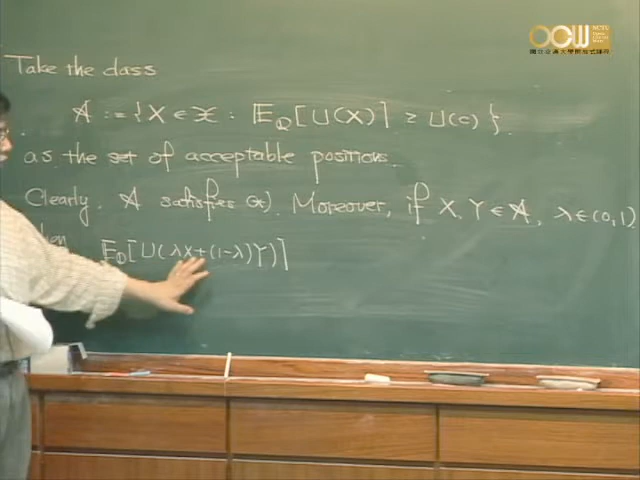 Take the class
A := {X ∈ 𝔛 : E_Q[U(X)] ≥ U(c)}
as the set of acceptable positions.
Clearly. A satisfies (*). Moreover, if X, Y ∈ A, λ ∈ (0,1)
then E_Q[U(λX+(1-λ)Y)]
OCW NCTU